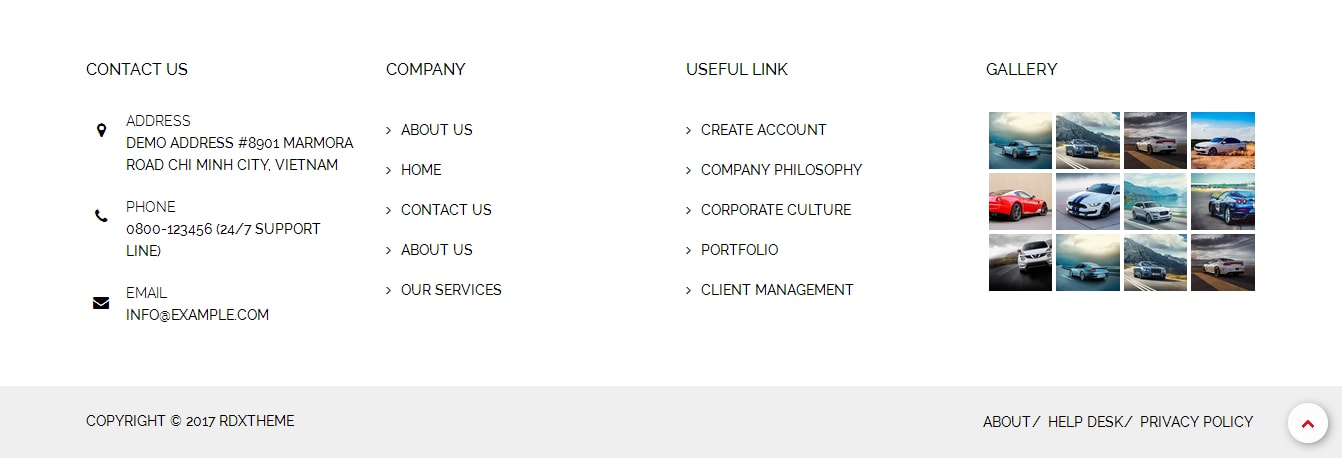 CONTACT US
ADDRESS
DEMO ADDRESS #8901 MARMORA
ROAD CHI MINH CITY, VIETNAM
PHONE
0800-123456 (24/7 SUPPORT
LINE)
EMAIL
INFO@EXAMPLE.COM
COMPANY
ABOUT US
HOME
CONTACT US
ABOUT US
OUR SERVICES
USEFUL LINK
CREATE ACCOUNT
COMPANY PHILOSOPHY
CORPORATE CULTURE
PORTFOLIO
CLIENT MANAGEMENT
GALLERY
COPYRIGHT © 2017 RDXTHEME
ABOUT/ HELP DESK/ PRIVACY POLICY